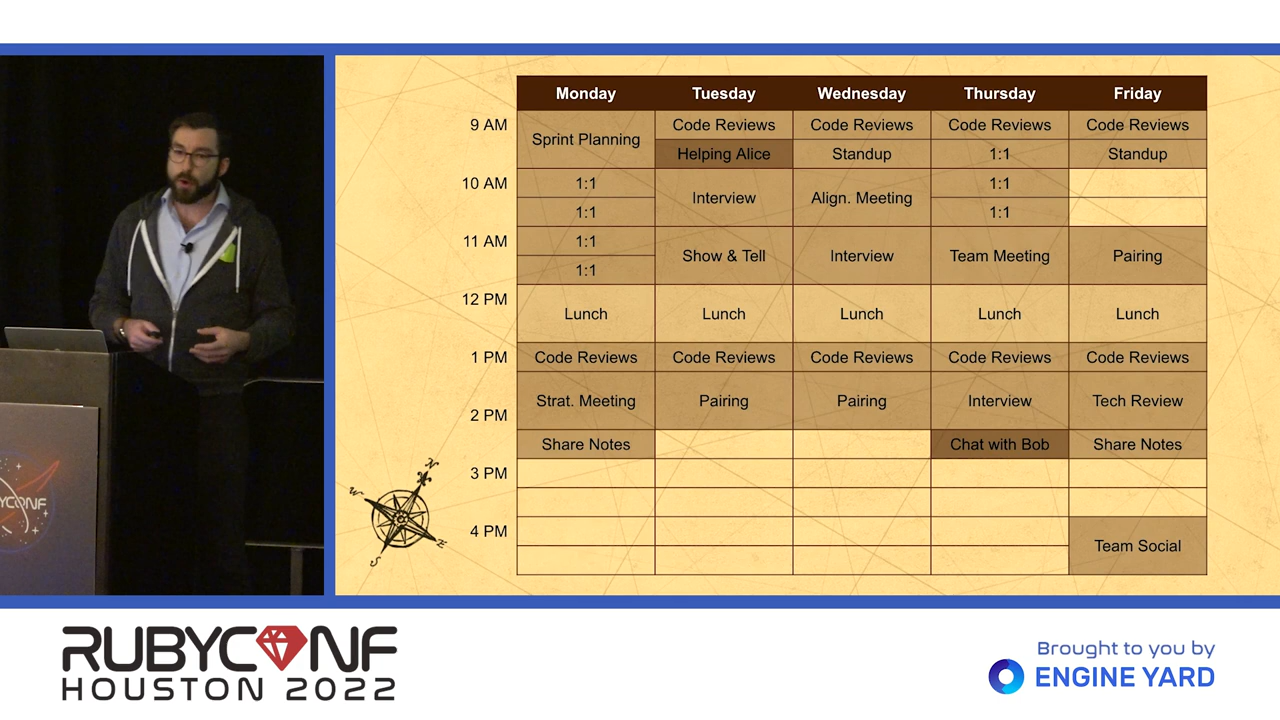 Monday Tuesday Wednesday Thursday Friday
9 AM Sprint Planning Code Reviews Code Reviews Code Reviews Code Reviews
Helping Alice Standup 1:1 Standup
10 AM 1:1 Interview Align. Meeting 1:1
1:1 1:1
11 AM 1:1 Show & Tell Interview Team Meeting Pairing
1:1
12 PM Lunch Lunch Lunch Lunch Lunch
1 PM Code Reviews Code Reviews Code Reviews Code Reviews Code Reviews
Strat. Meeting Pairing Pairing Interview Tech Review
2 PM
Share Notes Chat with Bob Share Notes
3 PM
4 PM Team Social
N
W
E
S
YCONF
RUBYCONF
HOUSTON 2022
Brought to you by
ENGINE YARD